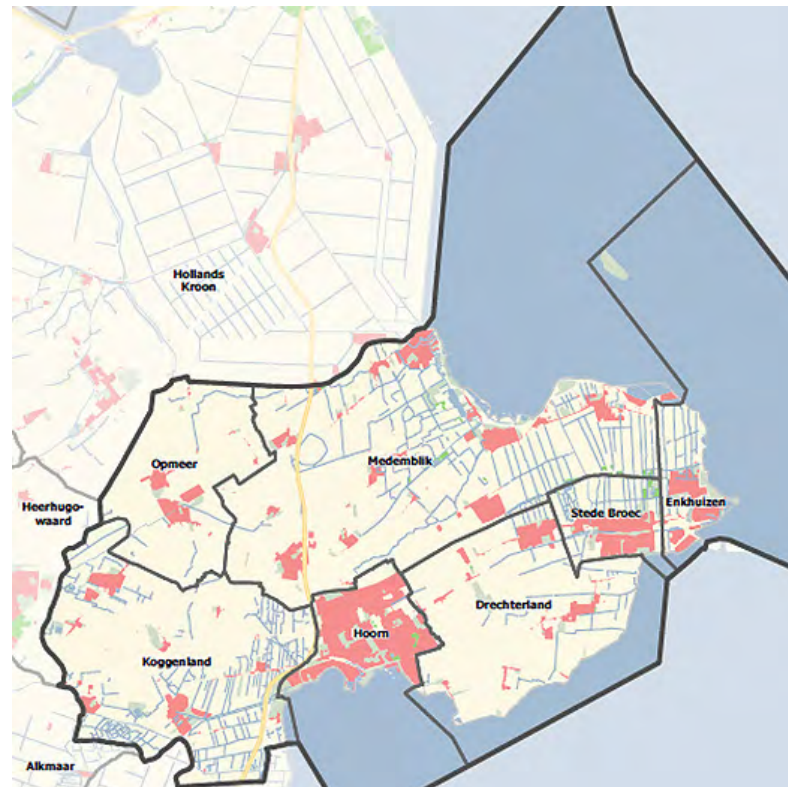 Hollands
Kroon
Opmeer
Medemblik
Heerhugo-
waard
Stede Broec
Enkhuizen
Drechterland
Hoorn
Koggenland
Alkmaar